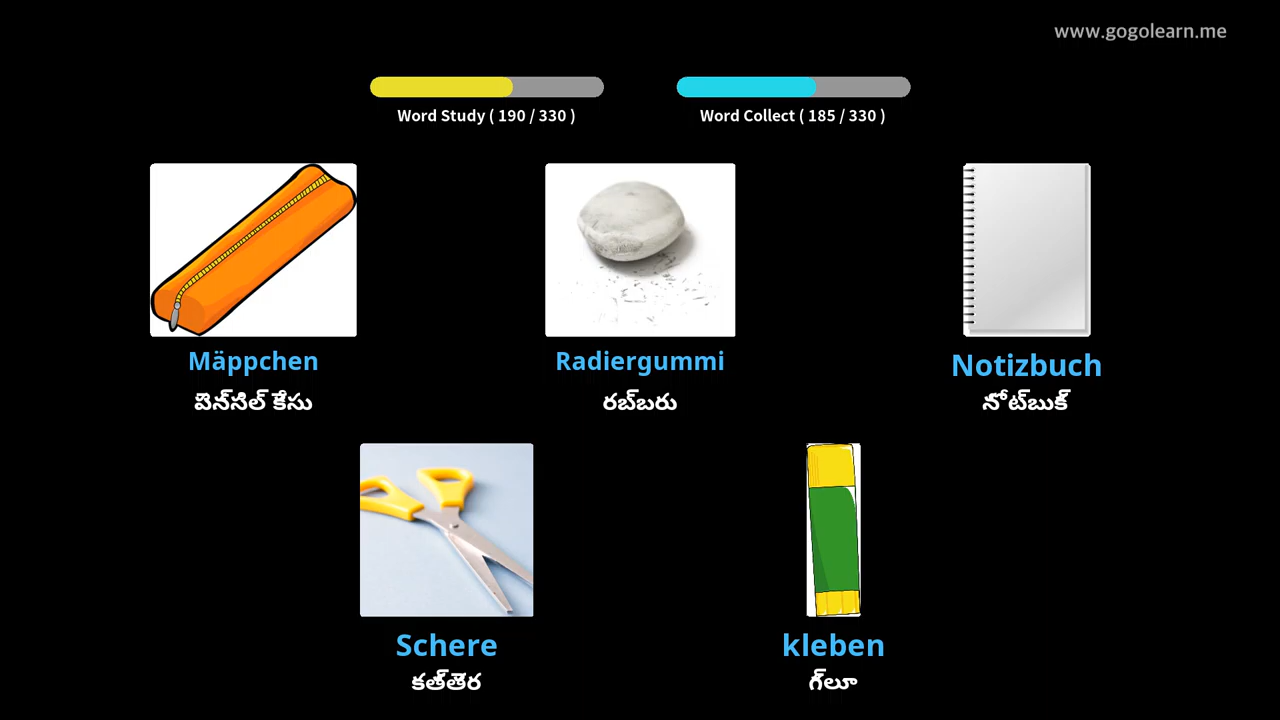 www.gogolearn.me
Word Study ( 190 / 330 )
Word Collect ( 185 / 330 )
Mäppchen
Radiergummi
Notizbuch
పెన్సిల్ కేసు
రబ్బరు
నోట్‌బుక్
Schere
kleben
కత్తెర
గ్లూ